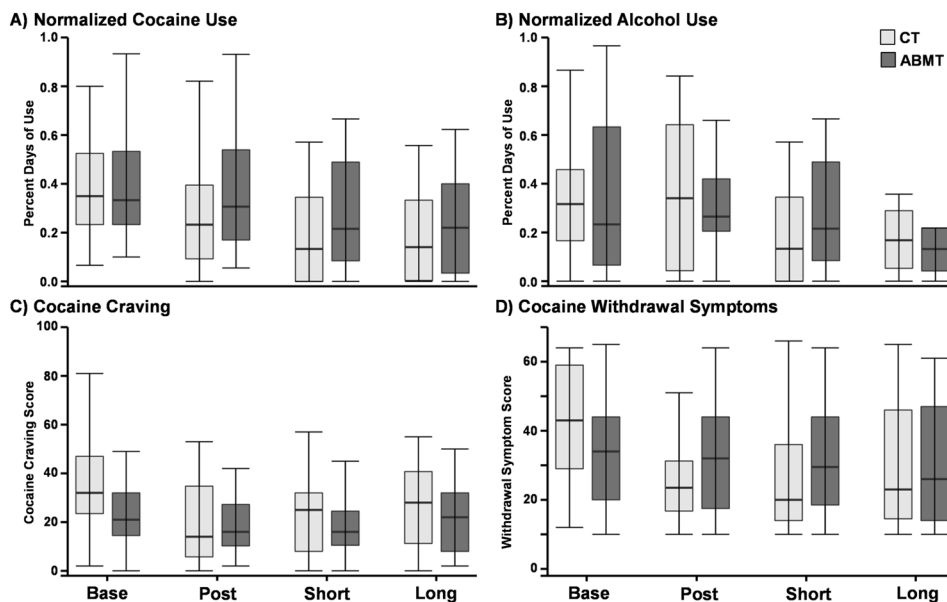 A) Normalized Cocaine Use
B) Normalized Alcohol Use
CT
ABMT
Percent Days of Use
1.0
0.8
0.6
0.4
0.2
0.0
Percent Days of Use
1.0
0.8
0.6
0.4
0.2
0.0
C) Cocaine Craving
D) Cocaine Withdrawal Symptoms
Cocaine Craving Score
100
80
60
40
20
0
Withdrawal Symptom Score
60
40
20
0
Base Post Short Long
Base Post Short Long